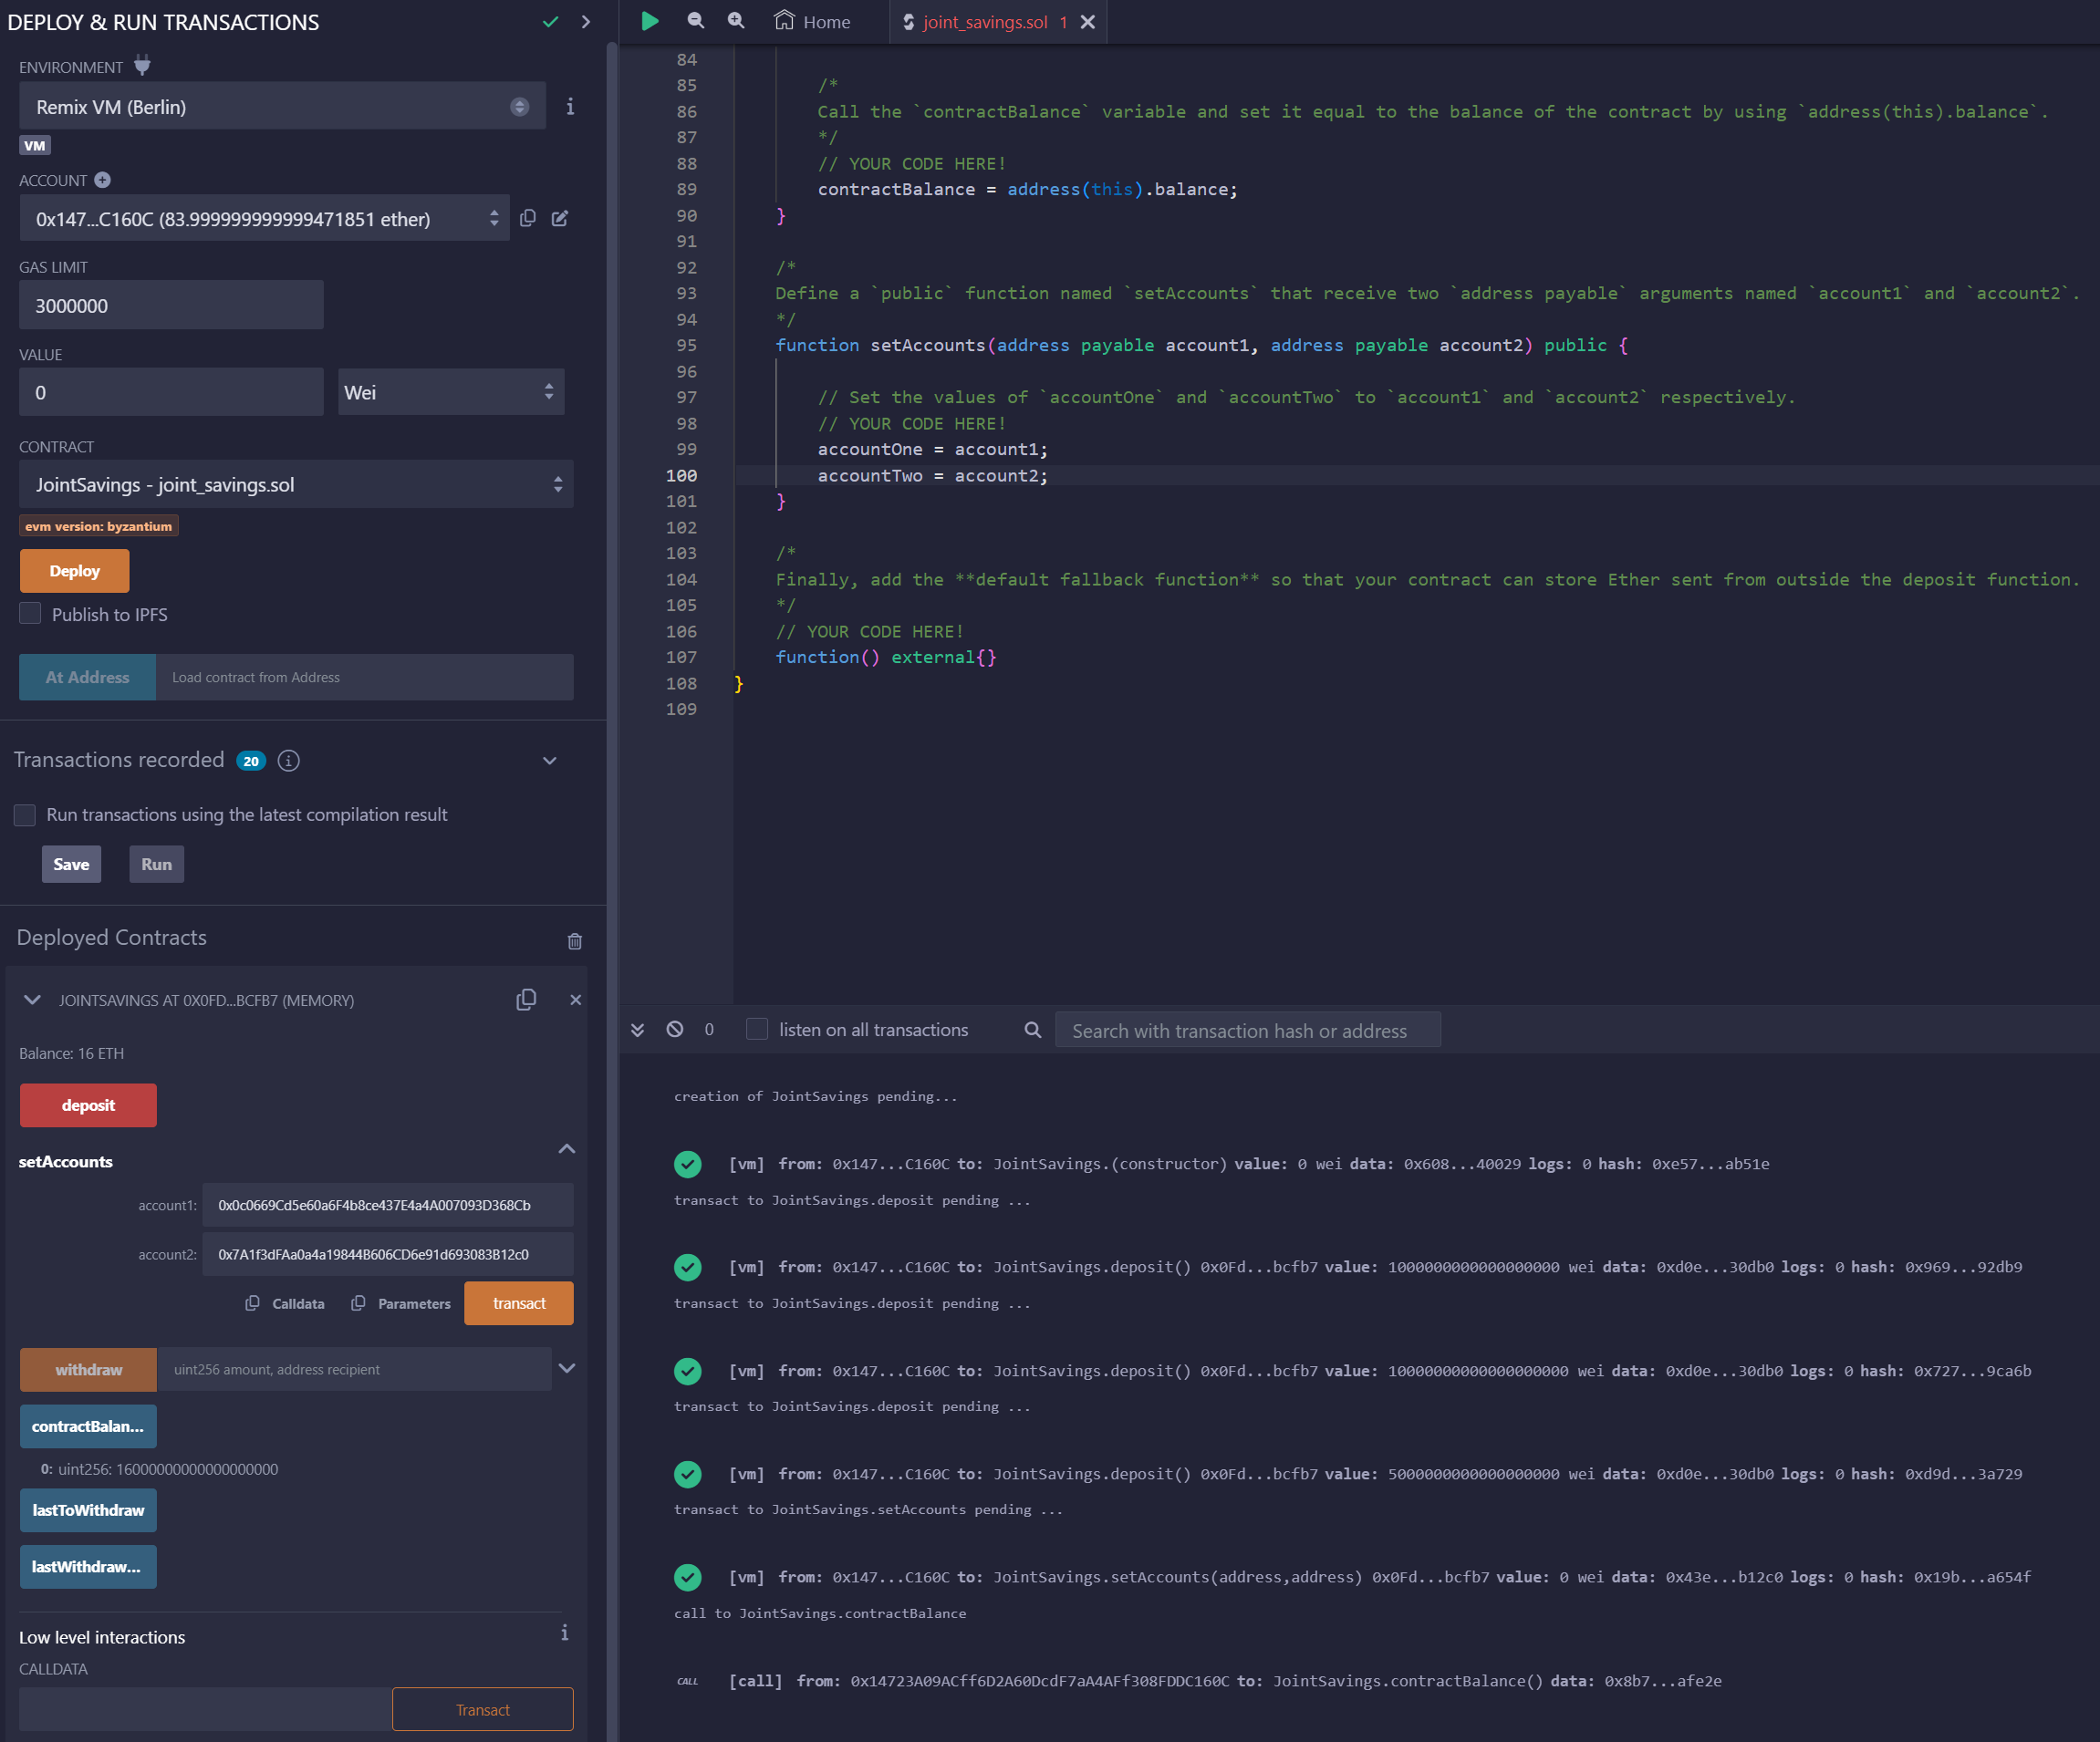 DEPLOY & RUN TRANSACTIONS
ENVIRONMENT
Remix VM (Berlin)
VM
ACCOUNT
0x147...C160C (83.999999999999471851 ether)
GAS LIMIT
3000000
VALUE
0
Wei
CONTRACT
JointSavings - joint_savings.sol
evm version: byzantium
Deploy
Publish to IPFS
At Address
Load contract from Address
Transactions recorded 20
Run transactions using the latest compilation result
Save
Run
Deployed Contracts
JOINTSAVINGS AT 0X0FD...BCFB7 (MEMORY)
Balance: 16 ETH
deposit
setAccounts
account1: 0x0c0669Cd5e60a6F4b8ce437E4a4A007093D368Cb
account2: 0x7A1f3dFAa0a4a19844B606CD6e91d693083B12c0
Calldata
Parameters
transact
withdraw
uint256 amount, address recipient
contractBalan...
0: uint256: 16000000000000000000
lastToWithdraw
lastWithdraw...
Low level interactions
CALLDATA
Transact
Home
joint_savings.sol 1
84
85 /*
86 Call the `contractBalance` variable and set it equal to the balance of the contract by using `address(this).balance`.
87 */
88 // YOUR CODE HERE!
89 contractBalance = address(this).balance;
90 }
91
92 /*
93 Define a `public` function named `setAccounts` that receive two `address payable` arguments named `account1` and `account2`.
94 */
95 function setAccounts(address payable account1, address payable account2) public {
96
97 // Set the values of `accountOne` and `accountTwo` to `account1` and `account2` respectively.
98 // YOUR CODE HERE!
99 accountOne = account1;
100 accountTwo = account2;
101 }
102
103 /*
104 Finally, add the **default fallback function** so that your contract can store Ether sent from outside the deposit function.
105 */
106 // YOUR CODE HERE!
107 function() external{}
108 }
109
0
listen on all transactions
Search with transaction hash or address
creation of JointSavings pending...
[vm] from: 0x147...C160C to: JointSavings.(constructor) value: 0 wei data: 0x608...40029 logs: 0 hash: 0xe57...ab51e
transact to JointSavings.deposit pending ...
[vm] from: 0x147...C160C to: JointSavings.deposit() 0x0Fd...bcfb7 value: 1000000000000000000 wei data: 0xd0e...30db0 logs: 0 hash: 0x969...92db9
transact to JointSavings.deposit pending ...
[vm] from: 0x147...C160C to: JointSavings.deposit() 0x0Fd...bcfb7 value: 10000000000000000000 wei data: 0xd0e...30db0 logs: 0 hash: 0x727...9ca6b
transact to JointSavings.deposit pending ...
[vm] from: 0x147...C160C to: JointSavings.deposit() 0x0Fd...bcfb7 value: 5000000000000000000 wei data: 0xd0e...30db0 logs: 0 hash: 0xd9d...3a729
transact to JointSavings.setAccounts pending ...
[vm] from: 0x147...C160C to: JointSavings.setAccounts(address,address) 0x0Fd...bcfb7 value: 0 wei data: 0x43e...b12c0 logs: 0 hash: 0x19b...a654f
call to JointSavings.contractBalance
CALL [call] from: 0x14723A09ACff6D2A60DcdF7aA4AFf308FDDC160C to: JointSavings.contractBalance() data: 0x8b7...afe2e